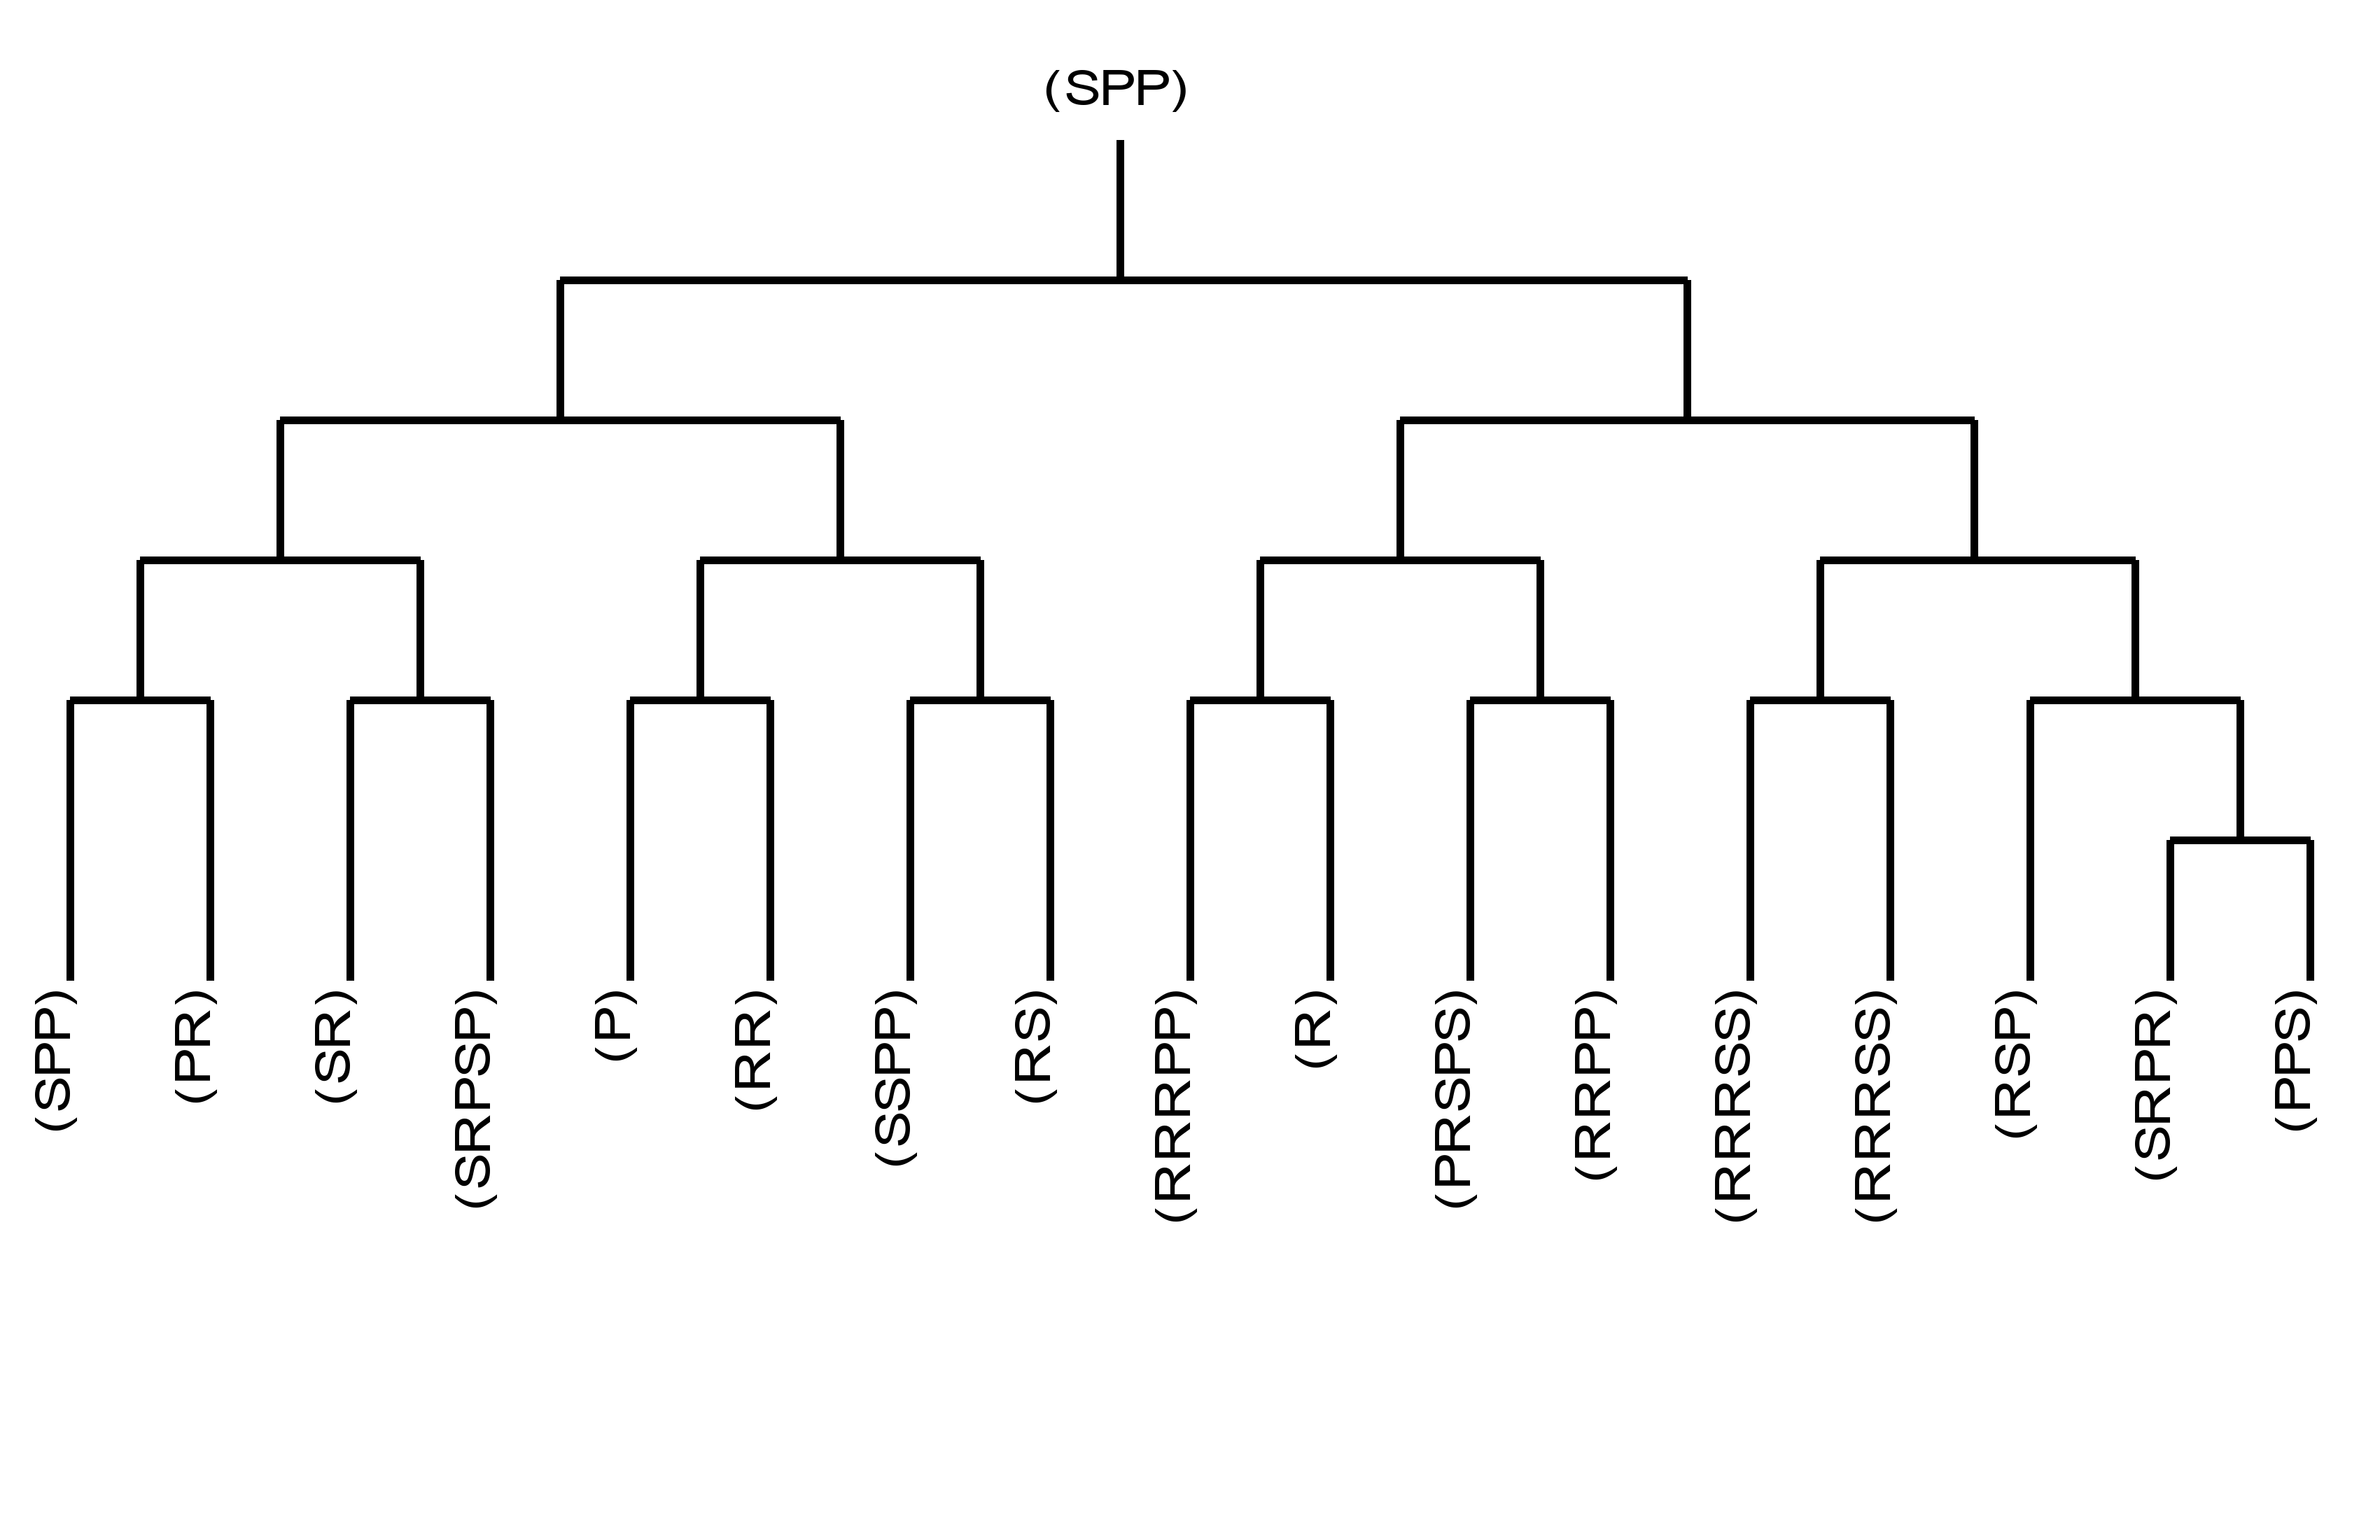 (SPP)
(SPP)
(PR)
(SR)
(SRPSP)
(P)
(RR)
(SSPP)
(RS)
(RRRPP)
(R)
(PRSPS)
(RRPP)
(RRRSS)
(RRRSS)
(RSP)
(SRPR)
(PPS)